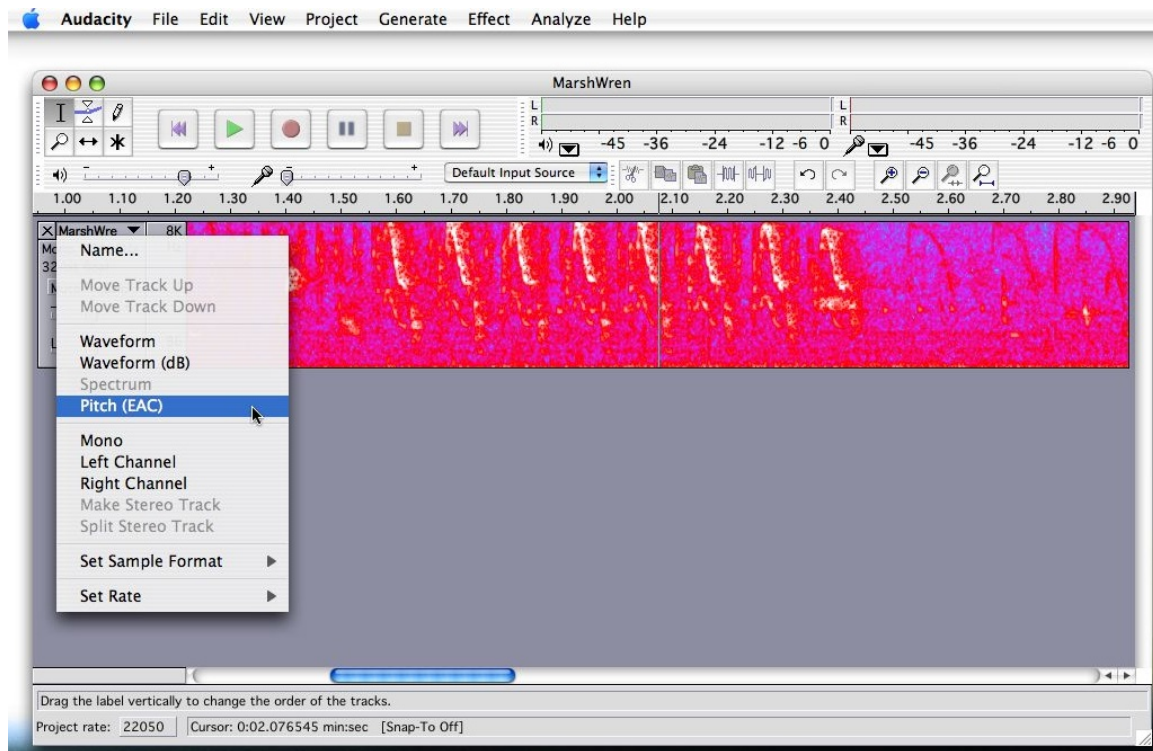 Audacity File Edit View Project Generate Effect Analyze Help
MarshWren
L
R
-45 -36 -24 -12 -6 0
L
R
-45 -36 -24 -12 -6 0
- + - + Default Input Source
1.00 1.10 1.20 1.30 1.40 1.50 1.60 1.70 1.80 1.90 2.00 2.10 2.20 2.30 2.40 2.50 2.60 2.70 2.80 2.90
X MarshWre 8K
Mo
32
L
Name...
Move Track Up
Move Track Down
Waveform
Waveform (dB)
Spectrum
Pitch (EAC)
Mono
Left Channel
Right Channel
Make Stereo Track
Split Stereo Track
Set Sample Format
Set Rate
Drag the label vertically to change the order of the tracks.
Project rate: 22050 Cursor: 0:02.076545 min:sec [Snap-To Off]